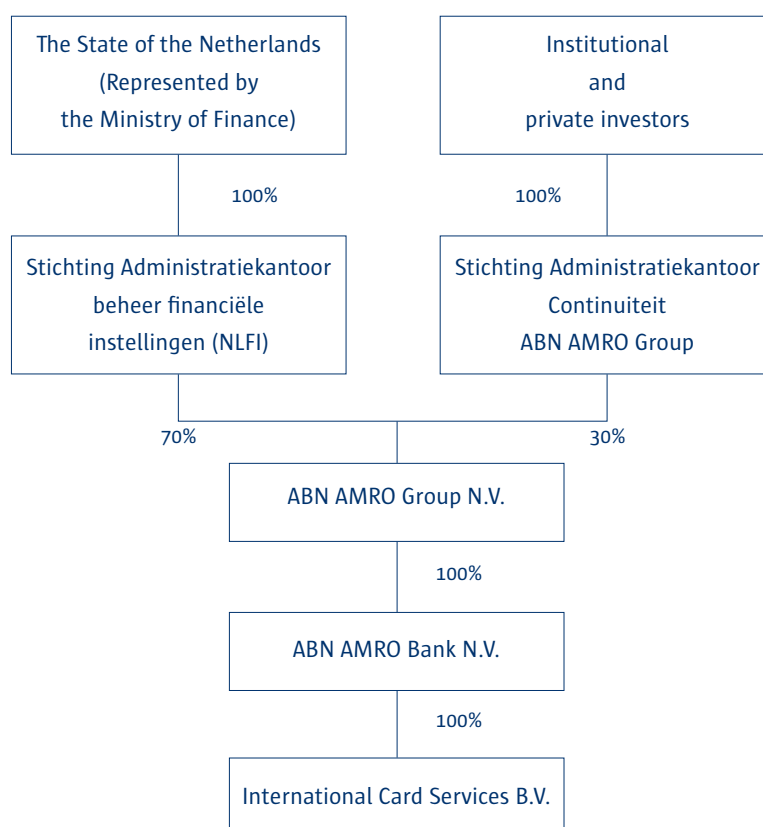 The State of the Netherlands
(Represented by
the Ministry of Finance)
Institutional
and
private investors
100%
100%
Stichting Administratiekantoor
beheer financiële
instellingen (NLFI)
Stichting Administratiekantoor
Continuiteit
ABN AMRO Group
70%
30%
ABN AMRO Group N.V.
100%
ABN AMRO Bank N.V.
100%
International Card Services B.V.